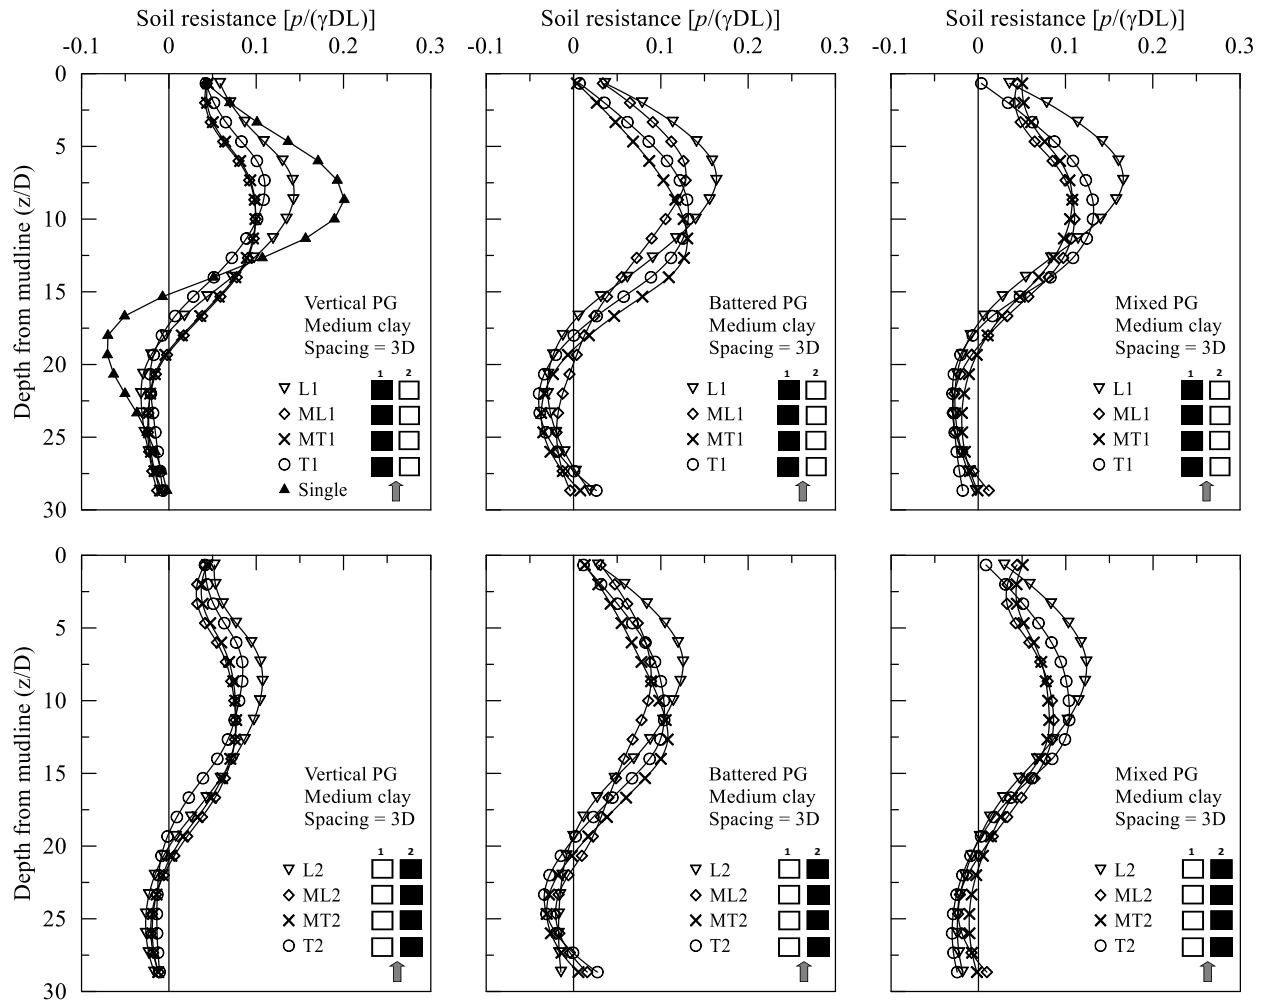 Soil resistance [p/(γDL)] Soil resistance [p/(γDL)] Soil resistance [p/(γDL)]
-0.1 0 0.1 0.2 0.3 -0.1 0 0.1 0.2 0.3 -0.1 0 0.1 0.2 0.3
Depth from mudline (z/D)
0
5
10
15
20
25
30
Vertical PG
Medium clay
Spacing = 3D
1 2
L1
ML1
MT1
T1
Single
Battered PG
Medium clay
Spacing = 3D
1 2
L1
ML1
MT1
T1
Mixed PG
Medium clay
Spacing = 3D
1 2
L1
ML1
MT1
T1
Depth from mudline (z/D)
0
5
10
15
20
25
30
Vertical PG
Medium clay
Spacing = 3D
1 2
L2
ML2
MT2
T2
Battered PG
Medium clay
Spacing = 3D
1 2
L2
ML2
MT2
T2
Mixed PG
Medium clay
Spacing = 3D
1 2
L2
ML2
MT2
T2